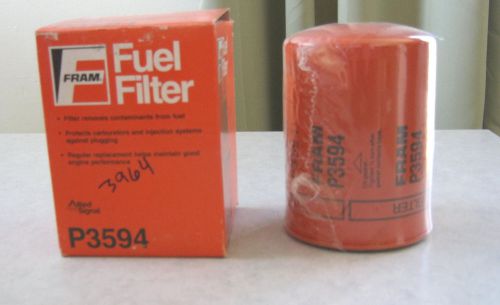 FRAM
Fuel
Filter
• Filter removes contaminants from fuel
• Protects carburetors and injection systems
against plugging
• Regular replacement helps maintain good
engine performance
3964
Allied
Signal
P3594
FRAM
P3594
FRAM
P3594
FILTER